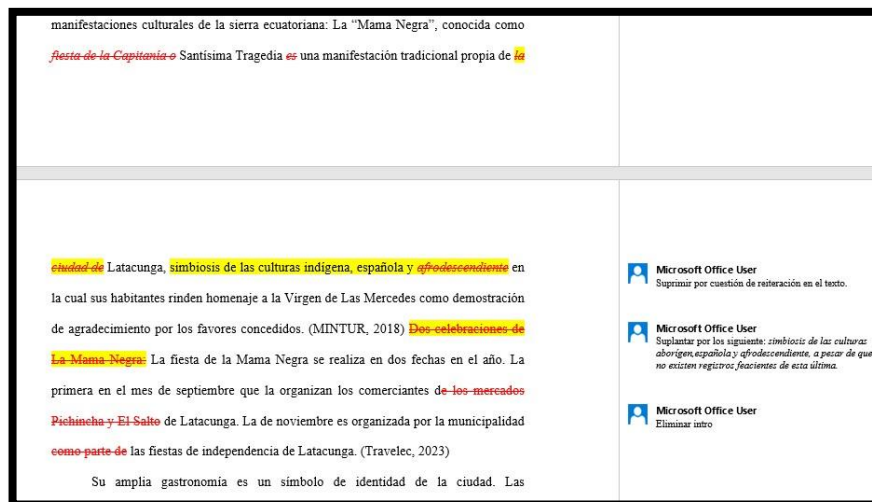 manifestaciones culturales de la sierra ecuatoriana: La “Mama Negra”, conocida como
fiesta de la Capitanía o Santísima Tragedia es una manifestación tradicional propia de la
ciudad de Latacunga, simbiosis de las culturas indígena, española y afrodescendiente en
la cual sus habitantes rinden homenaje a la Virgen de Las Mercedes como demostración
de agradecimiento por los favores concedidos. (MINTUR, 2018) Dos celebraciones de
La Mama Negra: La fiesta de la Mama Negra se realiza en dos fechas en el año. La
primera en el mes de septiembre que la organizan los comerciantes de los mercados
Pichincha y El Salto de Latacunga. La de noviembre es organizada por la municipalidad
como parte de las fiestas de independencia de Latacunga. (Travelec, 2023)
Su amplia gastronomía es un símbolo de identidad de la ciudad. Las
Microsoft Office User
Suprimir por cuestión de reiteración en el texto.
Microsoft Office User
Suplantar por los siguiente: simbiosis de las culturas
aborigen,española y afrodescendiente, a pesar de que
no existen registros feacientes de esta última.
Microsoft Office User
Eliminar intro